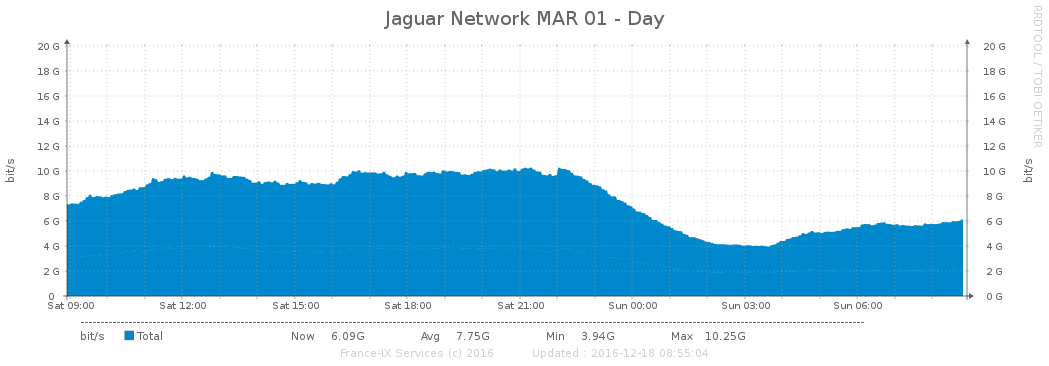 Jaguar Network MAR 01 - Day
RRDTOOL / TOBI OETIKER
bit/s
bit/s
20 G 20 G
18 G 18 G
16 G 16 G
14 G 14 G
12 G 12 G
10 G 10 G
8 G 8 G
6 G 6 G
4 G 4 G
2 G 2 G
0 0 G
Sat 09:00 Sat 12:00 Sat 15:00 Sat 18:00 Sat 21:00 Sun 00:00 Sun 03:00 Sun 06:00
bit/s Total Now 6.09G Avg 7.75G Min 3.94G Max 10.25G
France-IX Services (c) 2016 Updated : 2016-12-18 08:55:04